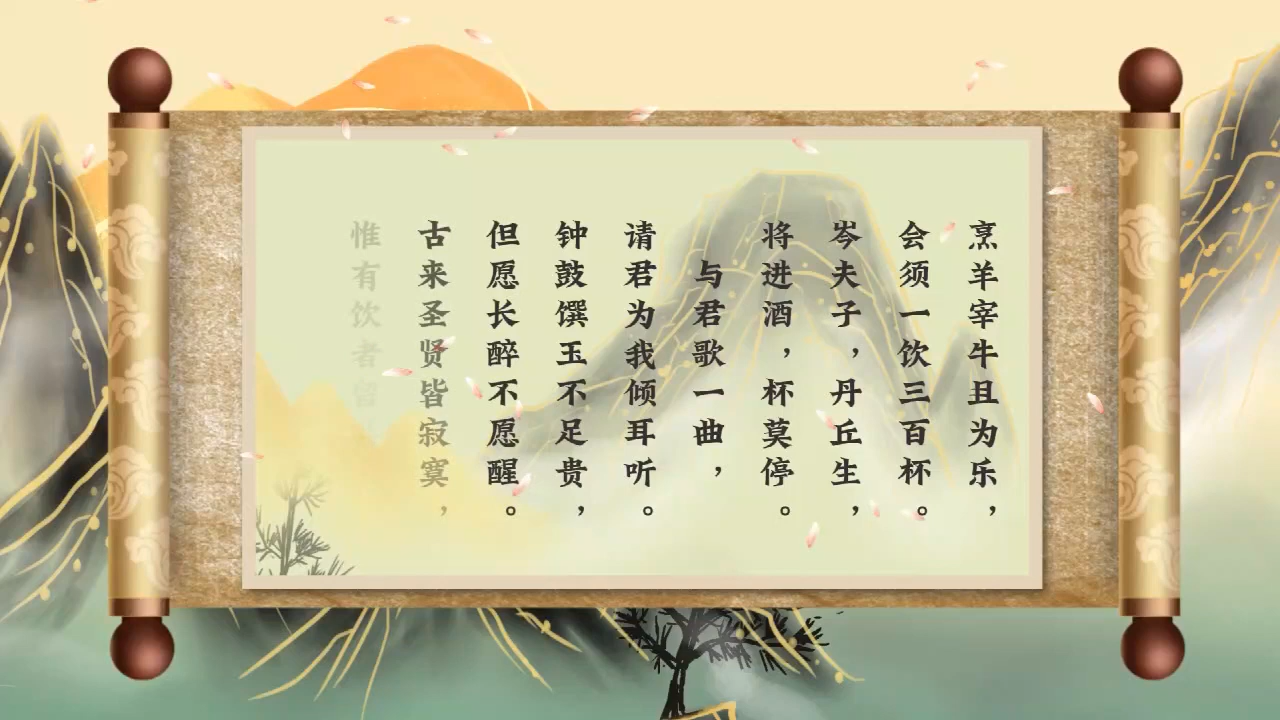 烹羊宰牛且为乐，
会须一饮三百杯。
岑夫子，丹丘生，
将进酒，杯莫停。
与君歌一曲，
请君为我倾耳听。
钟鼓馔玉不足贵，
但愿长醉不愿醒。
古来圣贤皆寂寞，
惟有饮者留